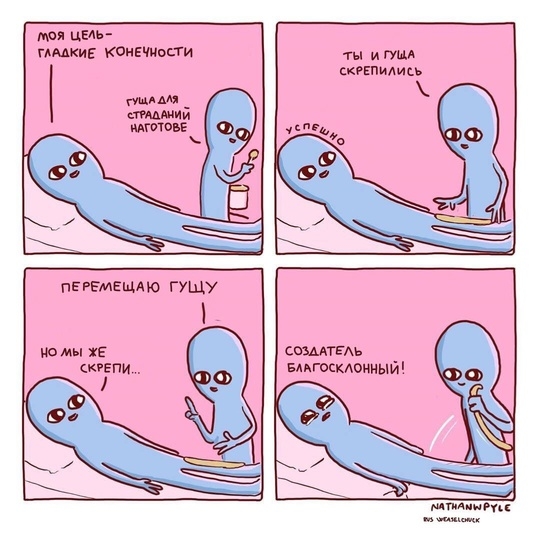 МОЯ ЦЕЛЬ-
ГЛАДКИЕ КОНЕЧНОСТИ
ГУЩА ДЛЯ
СТРАДАНИЙ
НАГОТОВЕ
ТЫ И ГУЩА
СКРЕПИЛИСЬ
УСПЕШНО
ПЕРЕМЕЩАЮ ГУЩУ
НО МЫ ЖЕ
СКРЕПИ...
СОЗДАТЕЛЬ
БЛАГОСКЛОННЫЙ!
NATHANWPYLE
RUS WEASELCHUCK